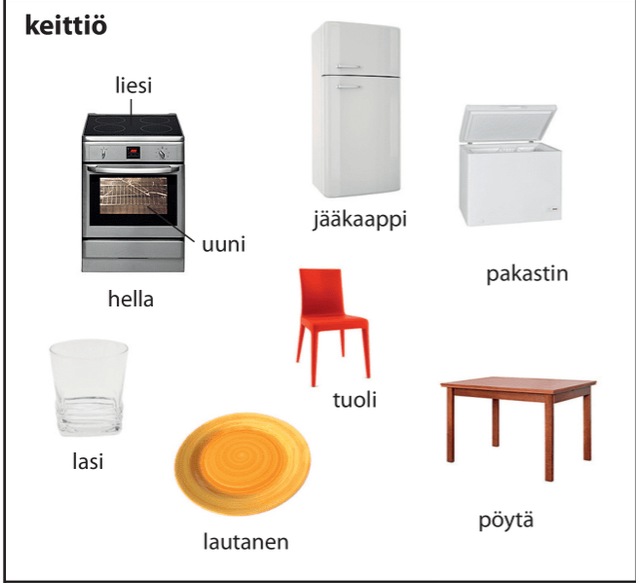 keittiö
liesi
uuni
hella
jääkaappi
pakastin
tuoli
lasi
lautanen
pöytä